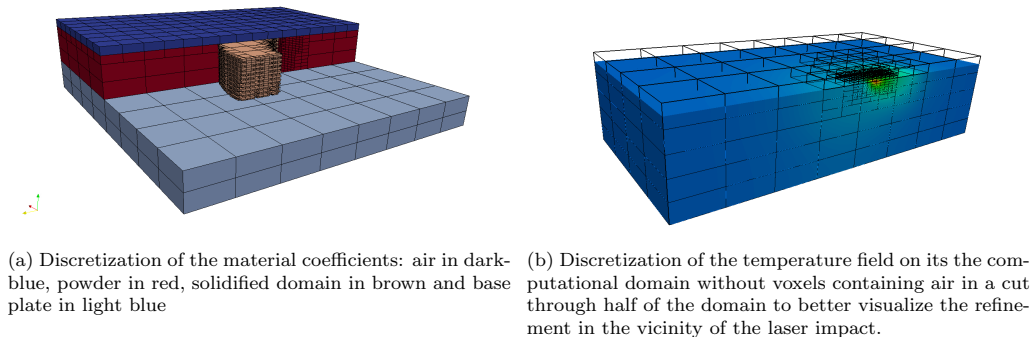 (a) Discretization of the material coefficients: air in dark-
blue, powder in red, solidified domain in brown and base
plate in light blue
(b) Discretization of the temperature field on its the com-
putational domain without voxels containing air in a cut
through half of the domain to better visualize the refine-
ment in the vicinity of the laser impact.